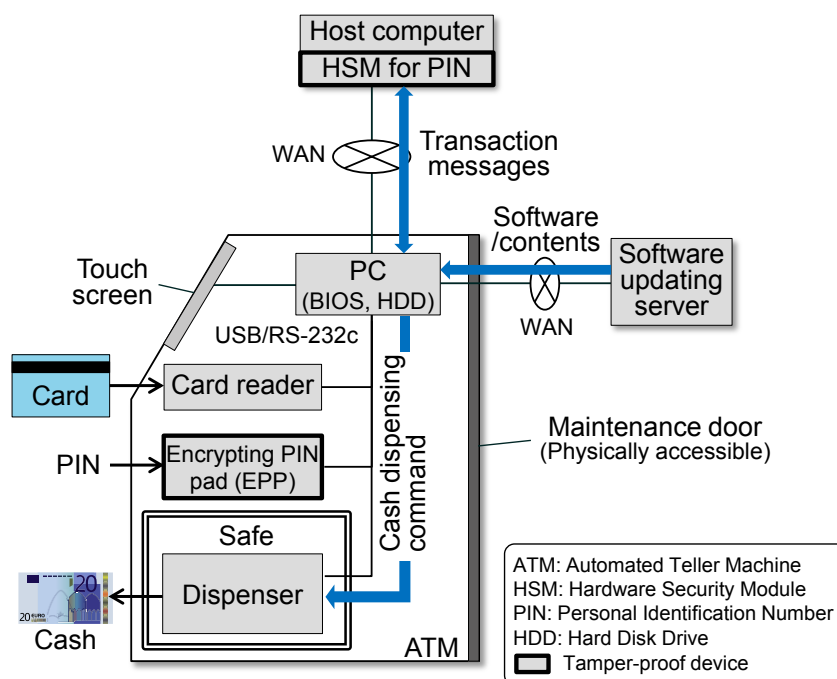 Host computer
HSM for PIN
WAN
Transaction
messages
Software
/contents
Software
updating
server
WAN
Touch
screen
PC
(BIOS, HDD)
USB/RS-232c
Card
Card reader
PIN
Encrypting PIN
pad (EPP)
Cash dispensing
command
Maintenance door
(Physically accessible)
Safe
Dispenser
20
20 EURO
Cash
ATM
ATM: Automated Teller Machine
HSM: Hardware Security Module
PIN: Personal Identification Number
HDD: Hard Disk Drive
Tamper-proof device